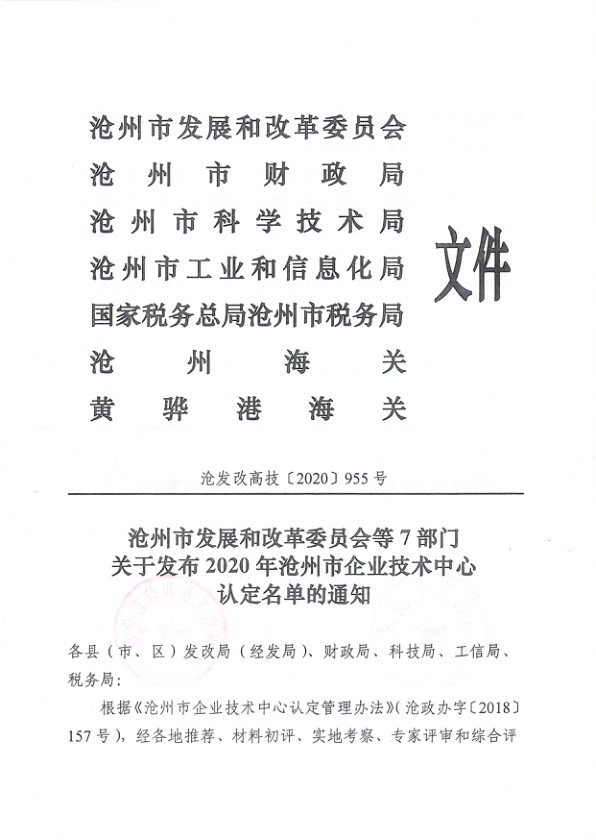 沧州市发展和改革委员会
沧州市财政局
沧州市科学技术局
沧州市工业和信息化局
国家税务总局沧州市税务局
沧州海关
黄骅港海关
文件
沧发改高技〔2020〕955号
沧州市发展和改革委员会等7部门
关于发布2020年沧州市企业技术中心
认定名单的通知
各县（市、区）发改局（经发局）、财政局、科技局、工信局、
税务局：
根据《沧州市企业技术中心认定管理办法》（沧政办字〔2018〕
157号），经各地推荐、材料初评、实地考察、专家评审和综合评